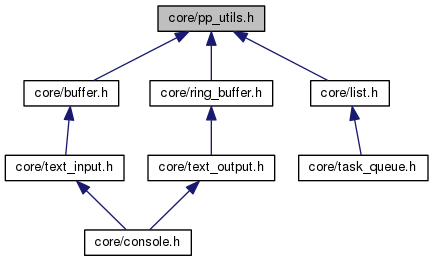 core/pp_utils.h
core/buffer.h
core/ring_buffer.h
core/list.h
core/text_input.h
core/text_output.h
core/task_queue.h
core/console.h